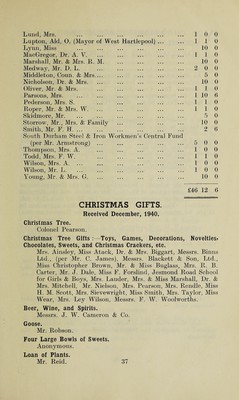 Lund, Mrs. ... 1 0 0
Lupton, Ald. O. (Mayor of West Hartlepool) ... 1 1 0
Lynn, Miss ... 10 0
MacGregor, Dr. A. V. ... 1 1 0
Marshall, Mr. & Mrs. R. M. ... 10 0
Medway, Mr. D. L. ... 2 0 0
Middleton, Coun. & Mrs. ... 5 0
Nicholson, Dr. & Mrs. ... 10 0
Oliver, Mr. & Mrs. ... 1 1 0
Parsons, Mrs. ... 1 10 0
Pederson, Mrs. S. ... 1 1 0
Roper, Mr. & Mrs. W. ... 1 1 0
Skidmore, Mr. ... 5 0
Storrow, Mr., Mrs. & Family ... 10 0
Smith, Mr. F. H. ... 2 6
South Durham Steel & Iron Workmen's Central Fund
(per Mr. Armstrong) ... 5 0 0
Thompson, Mrs. A. ... 1 0 0
Todd, Mrs. F. W. ... 1 1 0
Wilson, Mrs. A. ... 1 0 0
Wilson, Mr. L. ... 1 0 0
Young, Mr. & Mrs. G. ... 10 0
£46 12 6
CHRISTMAS GIFTS.
Received December, 1940.
Christmas Tree.
Colonel Pearson.
Christmas Tree Gifts—Toys, Games, Decorations, Novelties-
Chocolates, Sweets, and Christmas Crackers, etc.
Mrs. Ainsley, Miss Atack, Dr. & Mrs. Biggart, Messrs. Binns
Ltd., (per Mr. C. James), Messrs. Blackett & Son, Ltd.,
Miss Christopher Brown, Mr. & Miss Buglass, Mrs. R. B.
Carter, Mr. J. Dale, Miss F. Forslind, Jesmond Road School
for Girls & Boys, Mrs. Lauder, Mrs. & Miss Marshall, Dr. &
Mrs. Mitchell, Mr. Nielson, Mrs. Pearson, Mrs. Rendle, Miss
H. M. Scott, Mrs. Sievewright, Miss Smith, Mrs. Taylor, Miss
Wear, Mrs. Ley Wilson, Messrs. F. W. Woolworths.
Beer, Wine, and Spirits.
Messrs. J. W. Cameron & Co.
Goose.
Mr. Robson.
Four Large Bowls of Sweets.
Anonymous.
Loan of Plants.
Mr. Reid.
37